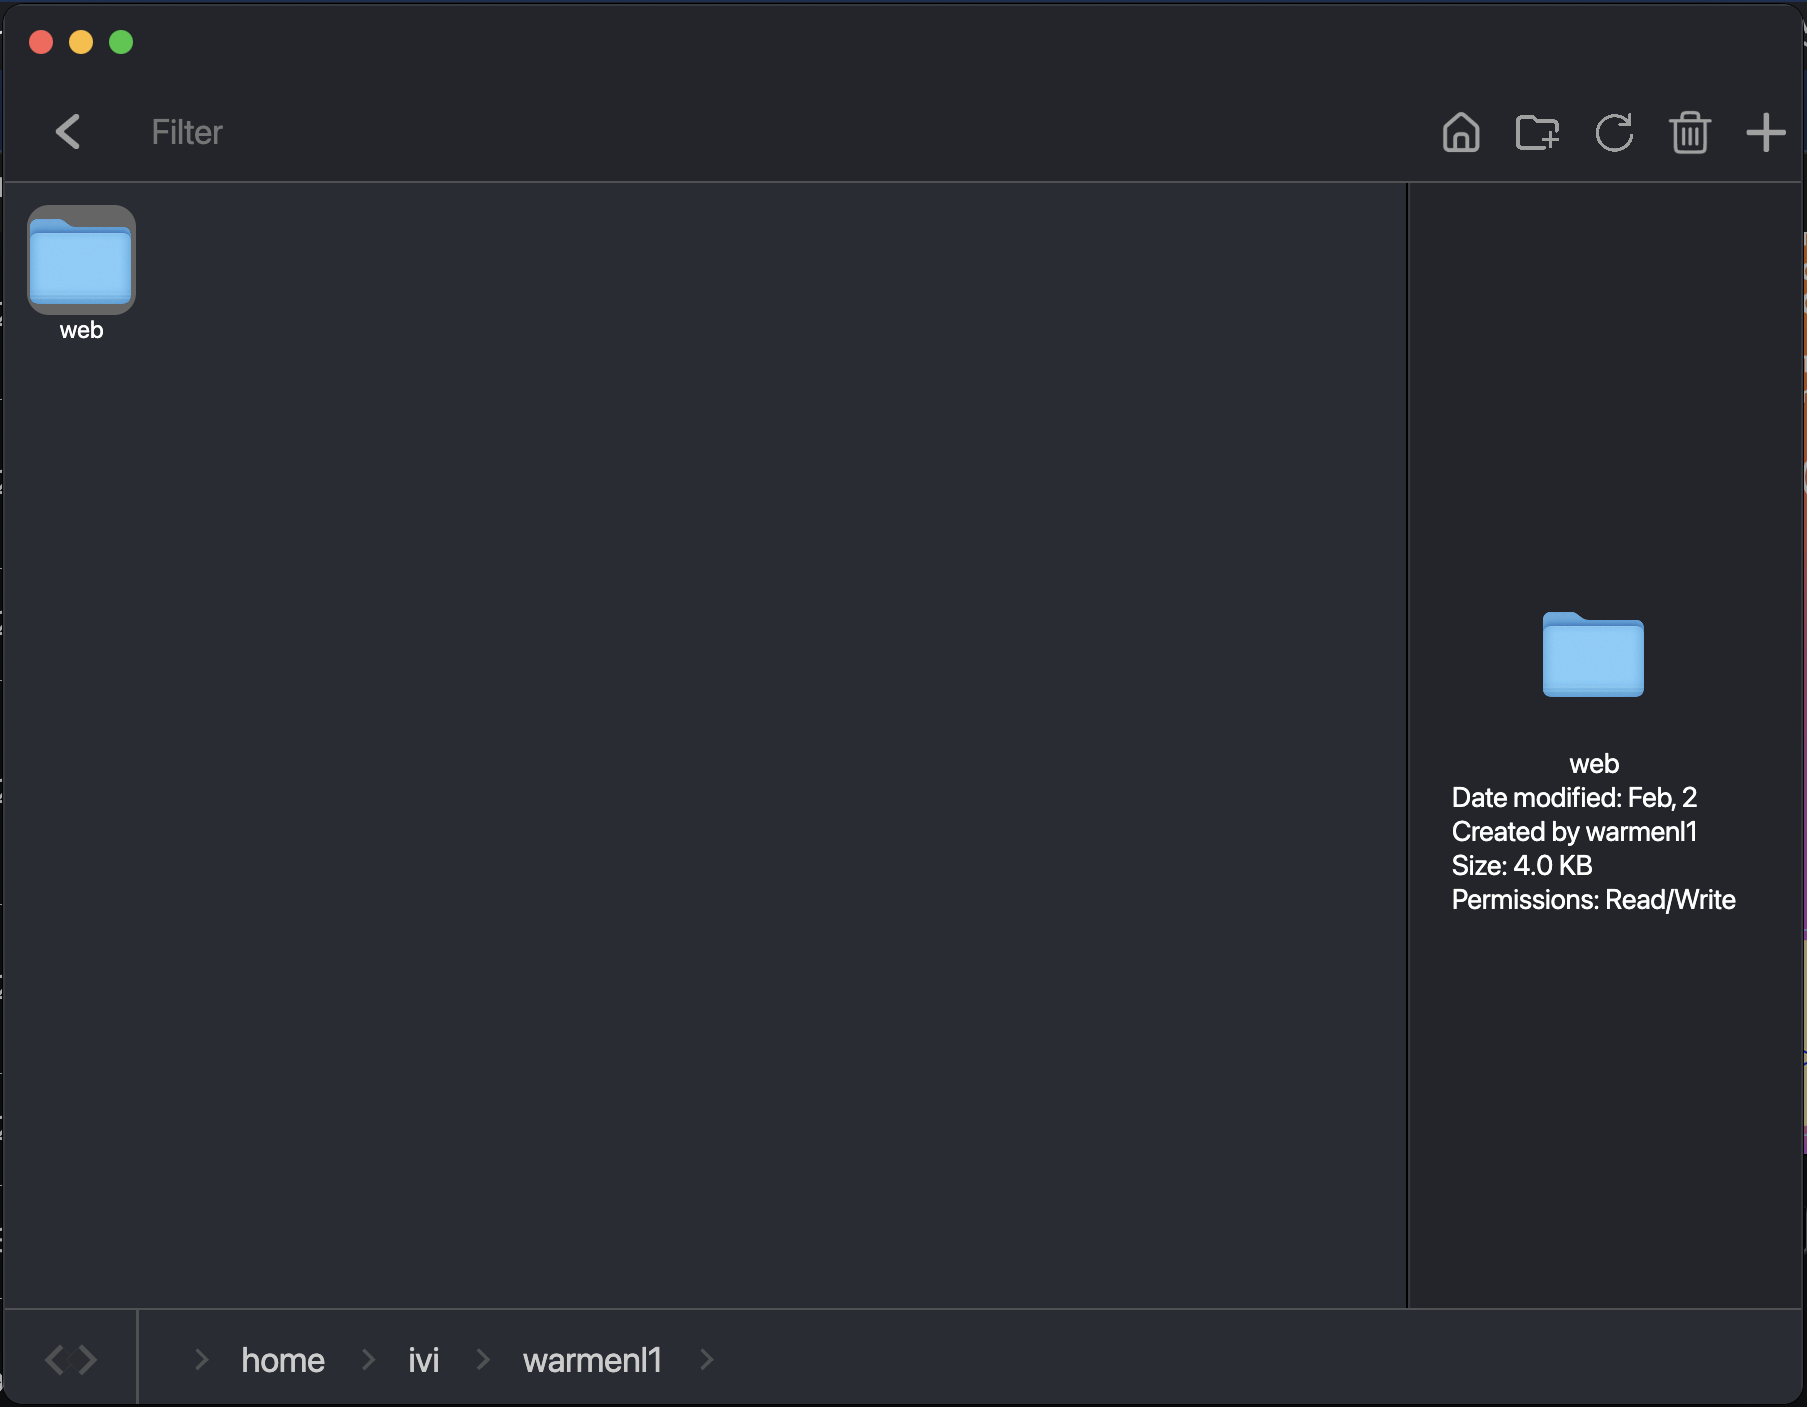 Filter
web
web
Date modified: Feb, 2
Created by warmenl1
Size: 4.0 KB
Permissions: Read/Write
home ivi warmenl1